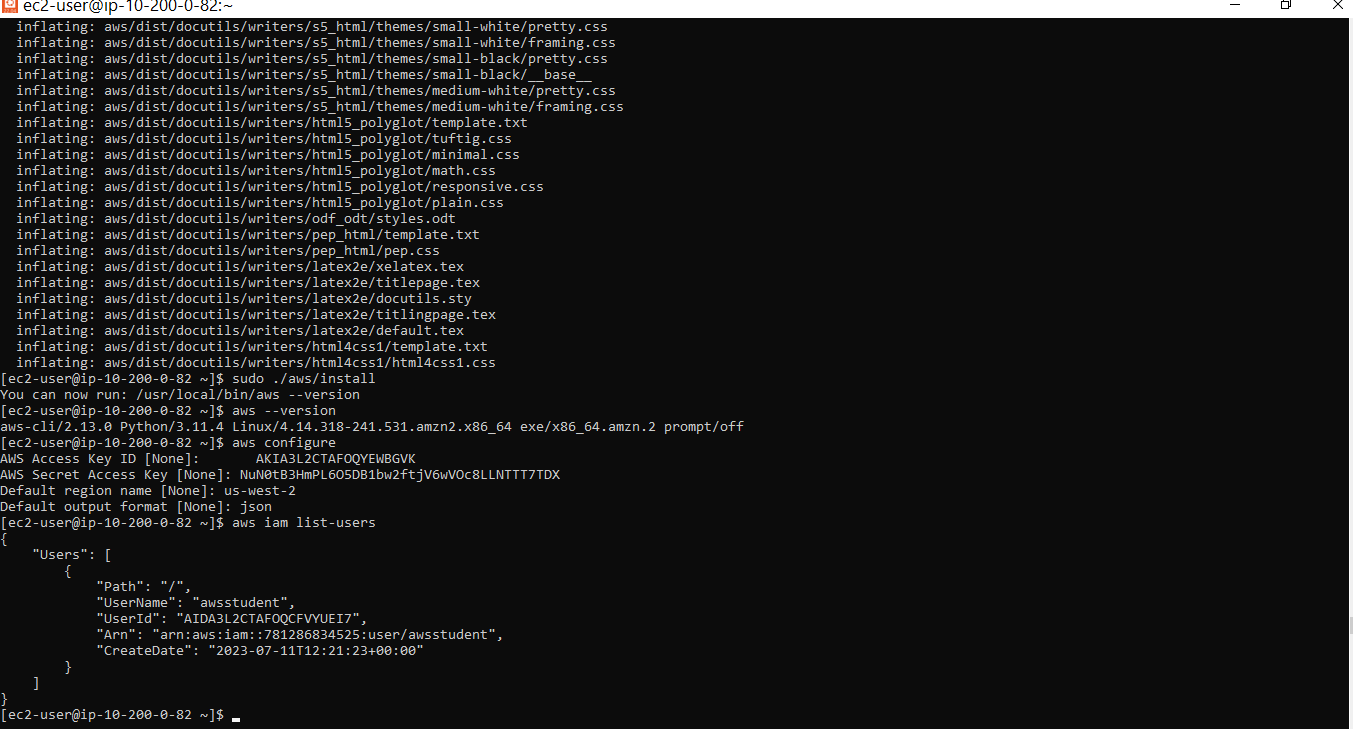 ec2-user@ip-10-200-0-82:~
inflating: aws/dist/docutils/writers/s5_html/themes/small-white/pretty.css
inflating: aws/dist/docutils/writers/s5_html/themes/small-white/framing.css
inflating: aws/dist/docutils/writers/s5_html/themes/small-black/pretty.css
inflating: aws/dist/docutils/writers/s5_html/themes/small-black/__base__
inflating: aws/dist/docutils/writers/s5_html/themes/medium-white/pretty.css
inflating: aws/dist/docutils/writers/s5_html/themes/medium-white/framing.css
inflating: aws/dist/docutils/writers/html5_polyglot/template.txt
inflating: aws/dist/docutils/writers/html5_polyglot/tuftig.css
inflating: aws/dist/docutils/writers/html5_polyglot/minimal.css
inflating: aws/dist/docutils/writers/html5_polyglot/math.css
inflating: aws/dist/docutils/writers/html5_polyglot/responsive.css
inflating: aws/dist/docutils/writers/html5_polyglot/plain.css
inflating: aws/dist/docutils/writers/odf_odt/styles.odt
inflating: aws/dist/docutils/writers/pep_html/template.txt
inflating: aws/dist/docutils/writers/pep_html/pep.css
inflating: aws/dist/docutils/writers/latex2e/xelatex.tex
inflating: aws/dist/docutils/writers/latex2e/titlepage.tex
inflating: aws/dist/docutils/writers/latex2e/docutils.sty
inflating: aws/dist/docutils/writers/latex2e/titlingpage.tex
inflating: aws/dist/docutils/writers/latex2e/default.tex
inflating: aws/dist/docutils/writers/html4css1/template.txt
inflating: aws/dist/docutils/writers/html4css1/html4css1.css
[ec2-user@ip-10-200-0-82 ~]$ sudo ./aws/install
You can now run: /usr/local/bin/aws --version
[ec2-user@ip-10-200-0-82 ~]$ aws --version
aws-cli/2.13.0 Python/3.11.4 Linux/4.14.318-241.531.amzn2.x86_64 exe/x86_64.amzn.2 prompt/off
[ec2-user@ip-10-200-0-82 ~]$ aws configure
AWS Access Key ID [None]:       AKIA3L2CTAFOQYEWBGVK
AWS Secret Access Key [None]: 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
Default region name [None]: us-west-2
Default output format [None]: json
[ec2-user@ip-10-200-0-82 ~]$ aws iam list-users
{
    "Users": [
        {
            "Path": "/",
            "UserName": "awsstudent",
            "UserId": "AIDA3L2CTAFOQCFVYUEI7",
            "Arn": "arn:aws:iam::781286834525:user/awsstudent",
            "CreateDate": "2023-07-11T12:21:23+00:00"
        }
    ]
}
[ec2-user@ip-10-200-0-82 ~]$